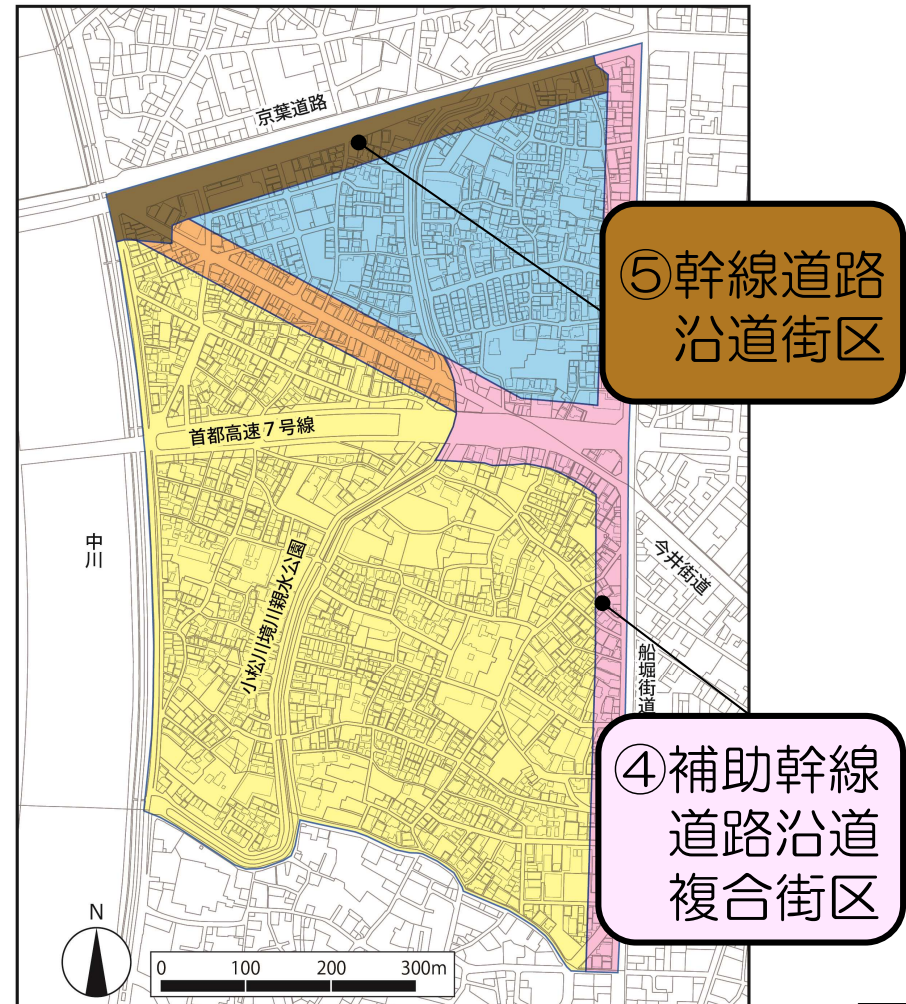 京葉道路
⑤幹線道路
沿道街区
首都高速7号線
中川
小松川境川親水公園
今井街道
船堀街道
④補助幹線
道路沿道
複合街区
N
0 100 200 300m